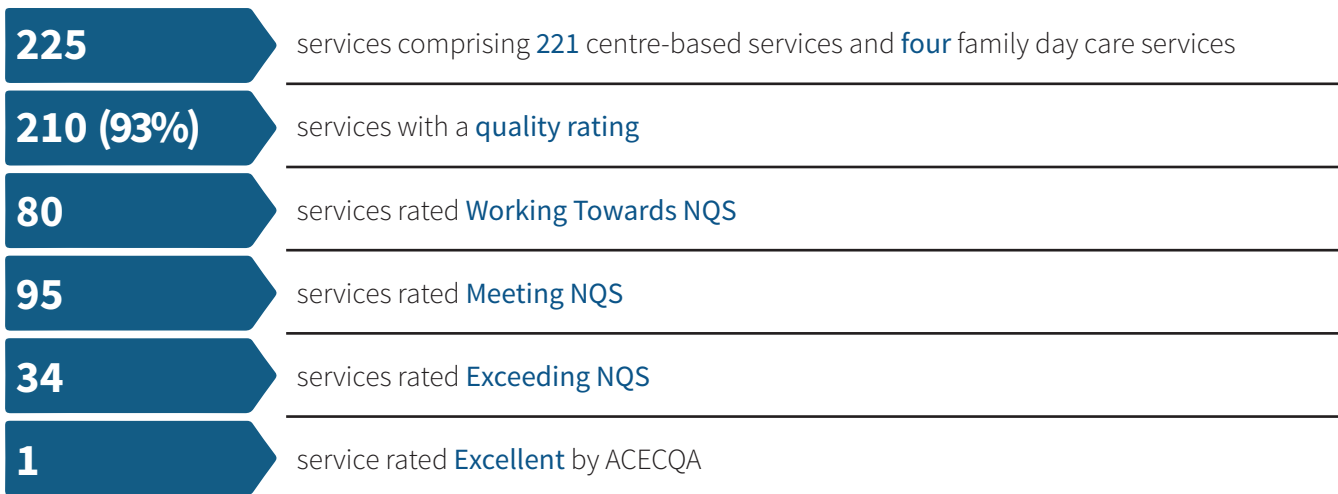 225 services comprising 221 centre-based services and four family day care services
210 (93%) services with a quality rating
80 services rated Working Towards NQS
95 services rated Meeting NQS
34 services rated Exceeding NQS
1 service rated Excellent by ACECQA